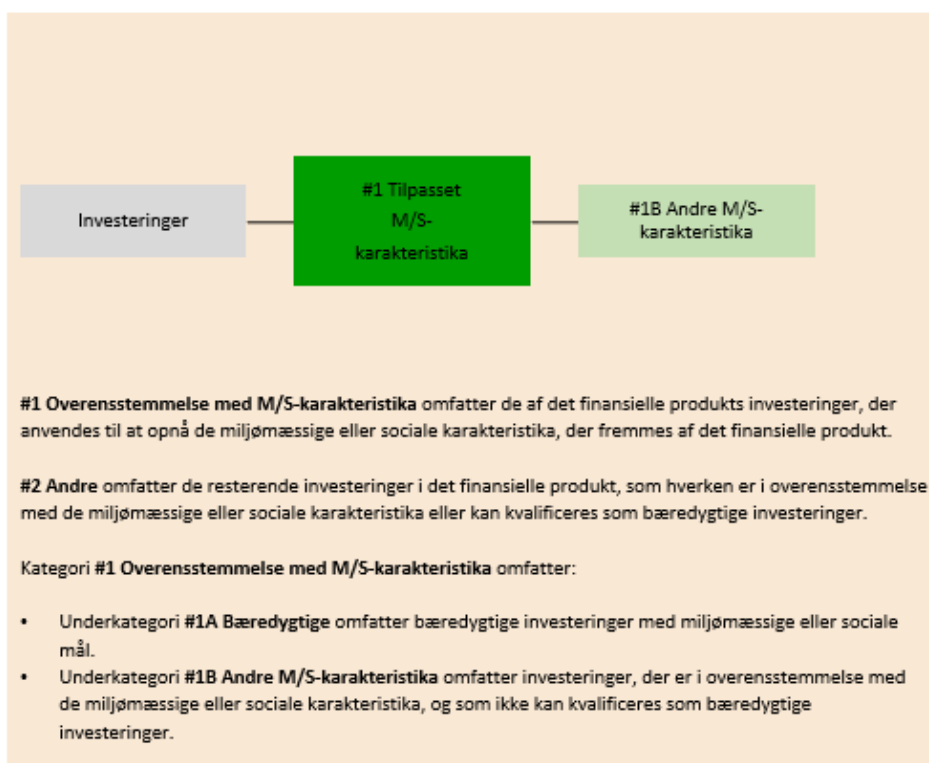 Investeringer
#1 Tilpasset
M/S-
karakteristika
#1B Andre M/S-
karakteristika
#1 Overensstemmelse med M/S-karakteristika omfatter de af det finansielle produkts investeringer, der
anvendes til at opnå de miljømæssige eller sociale karakteristika, der fremmes af det finansielle produkt.
#2 Andre omfatter de resterende investeringer i det finansielle produkt, som hverken er i overensstemmelse
med de miljømæssige eller sociale karakteristika eller kan kvalificeres som bæredygtige investeringer.
Kategori #1 Overensstemmelse med M/S-karakteristika omfatter:
• Underkategori #1A Bæredygtige omfatter bæredygtige investeringer med miljømæssige eller sociale
mål.
• Underkategori #1B Andre M/S-karakteristika omfatter investeringer, der er i overensstemmelse med
de miljømæssige eller sociale karakteristika, og som ikke kan kvalificeres som bæredygtige
investeringer.